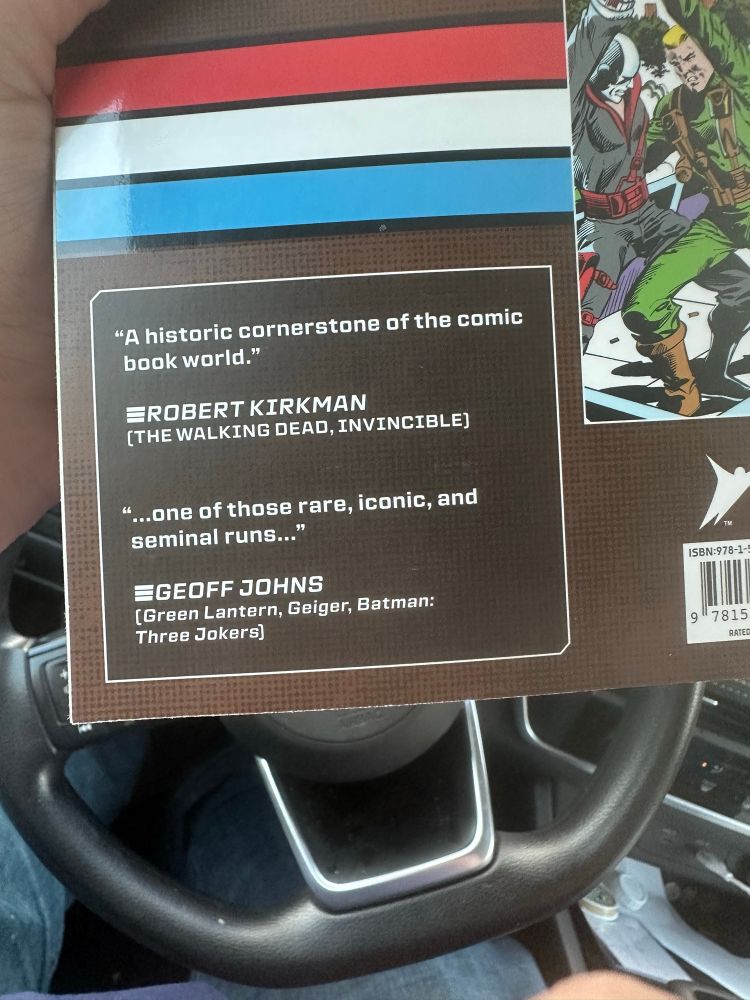 “A historic cornerstone of the comic
book world.”
ROBERT KIRKMAN
(THE WALKING DEAD, INVINCIBLE)
“...one of those rare, iconic, and
seminal runs...”
GEOFF JOHNS
(Green Lantern, Geiger, Batman:
Three Jokers)
TM
ISBN:978-1-5
9 7815
RATED